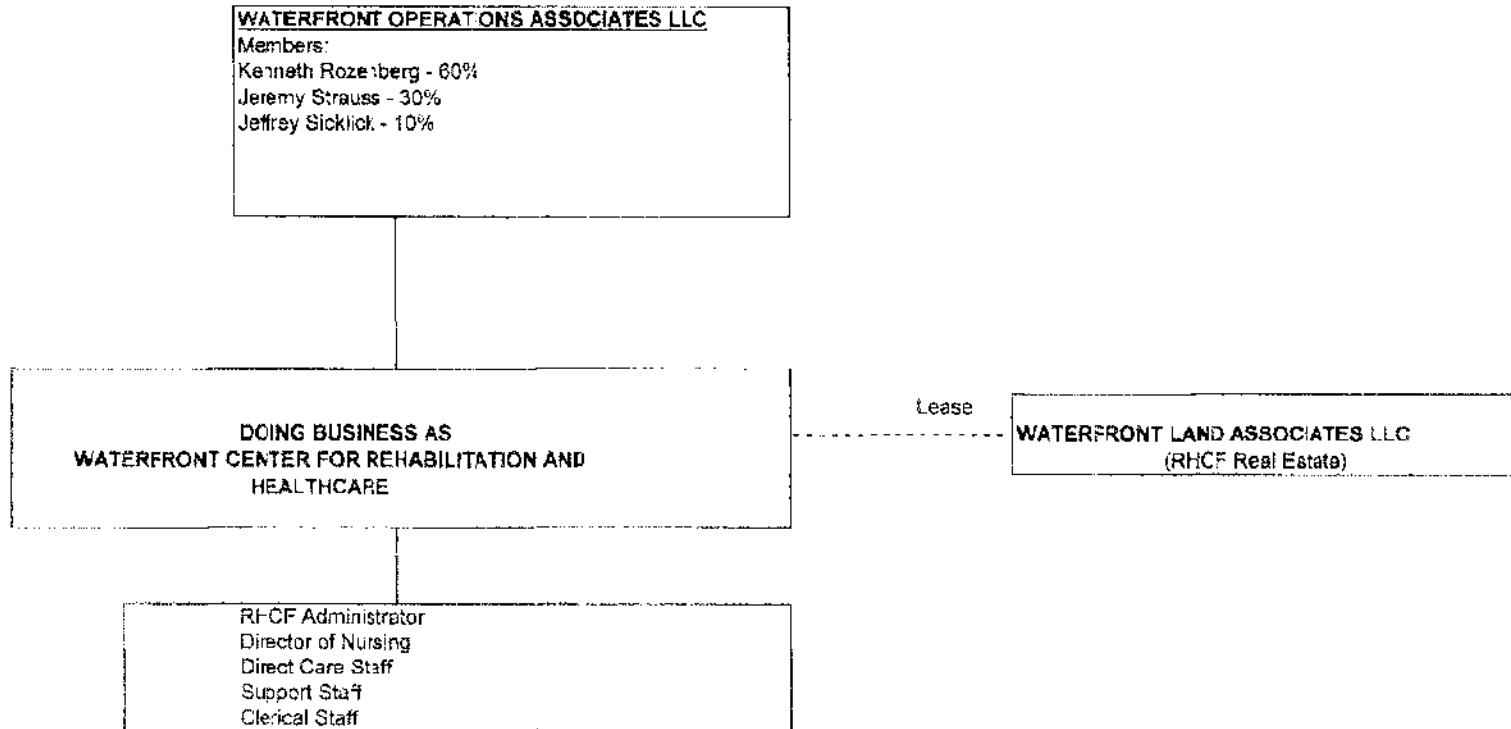 WATERFRONT OPERATIONS ASSOCIATES LLC
Members:
Kenneth Rozenberg - 60%
Jeremy Strauss - 30%
Jeffrey Sicklick - 10%
DOING BUSINESS AS
WATERFRONT CENTER FOR REHABILITATION AND
HEALTHCARE
Lease
WATERFRONT LAND ASSOCIATES LLC
(RHCF Real Estate)
RHCF Administrator
Director of Nursing
Direct Care Staff
Support Staff
Clerical Staff